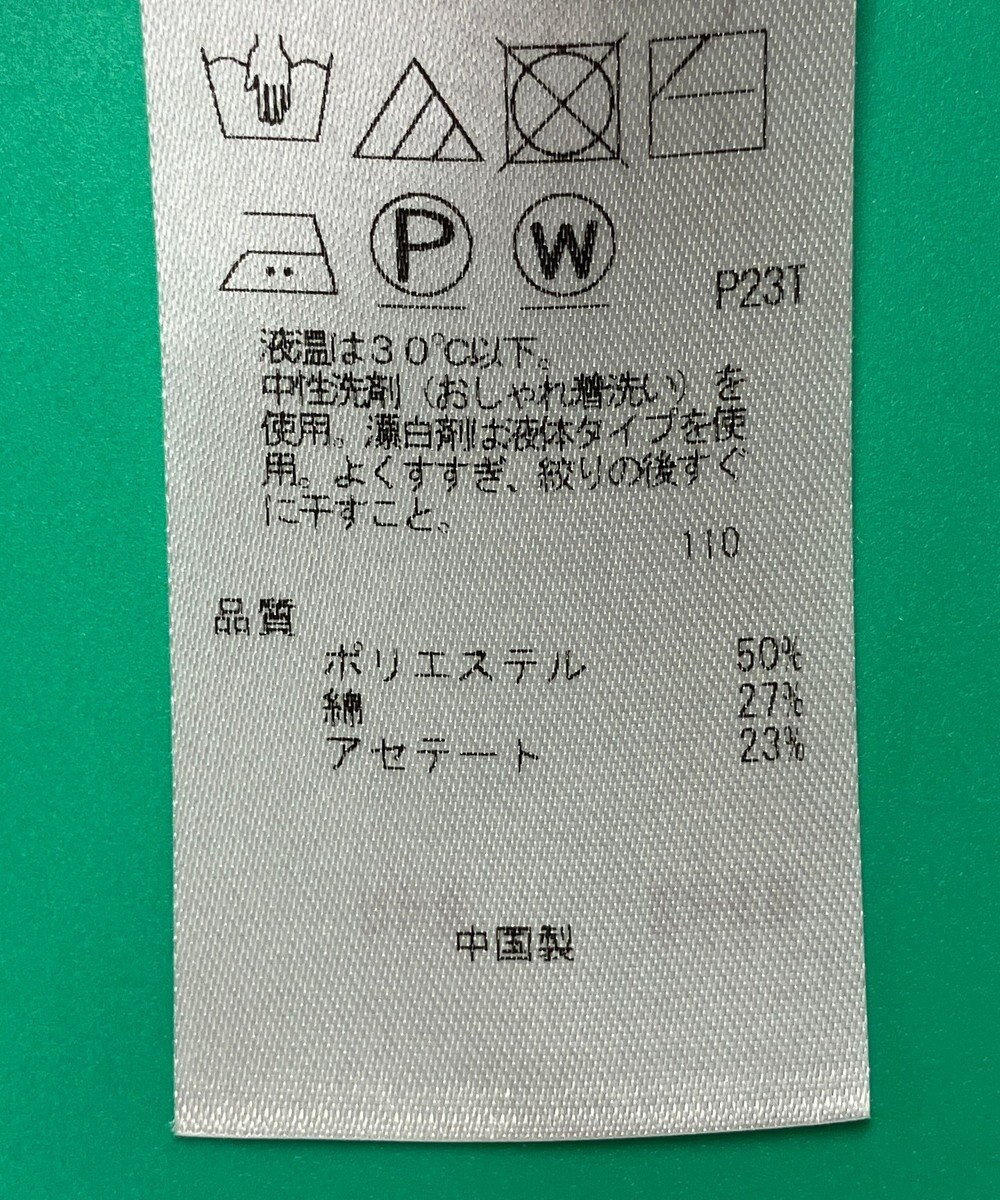 P
W
P23T
液温は30℃以下。
中性洗剤（おしゃれ着洗い）を
使用。漂白剤は液体タイプを使
用。よくすすぎ、絞りの後すぐ
に干すこと。
110
品質
ポリエステル 50%
綿 27%
アセテート 23%
中国製